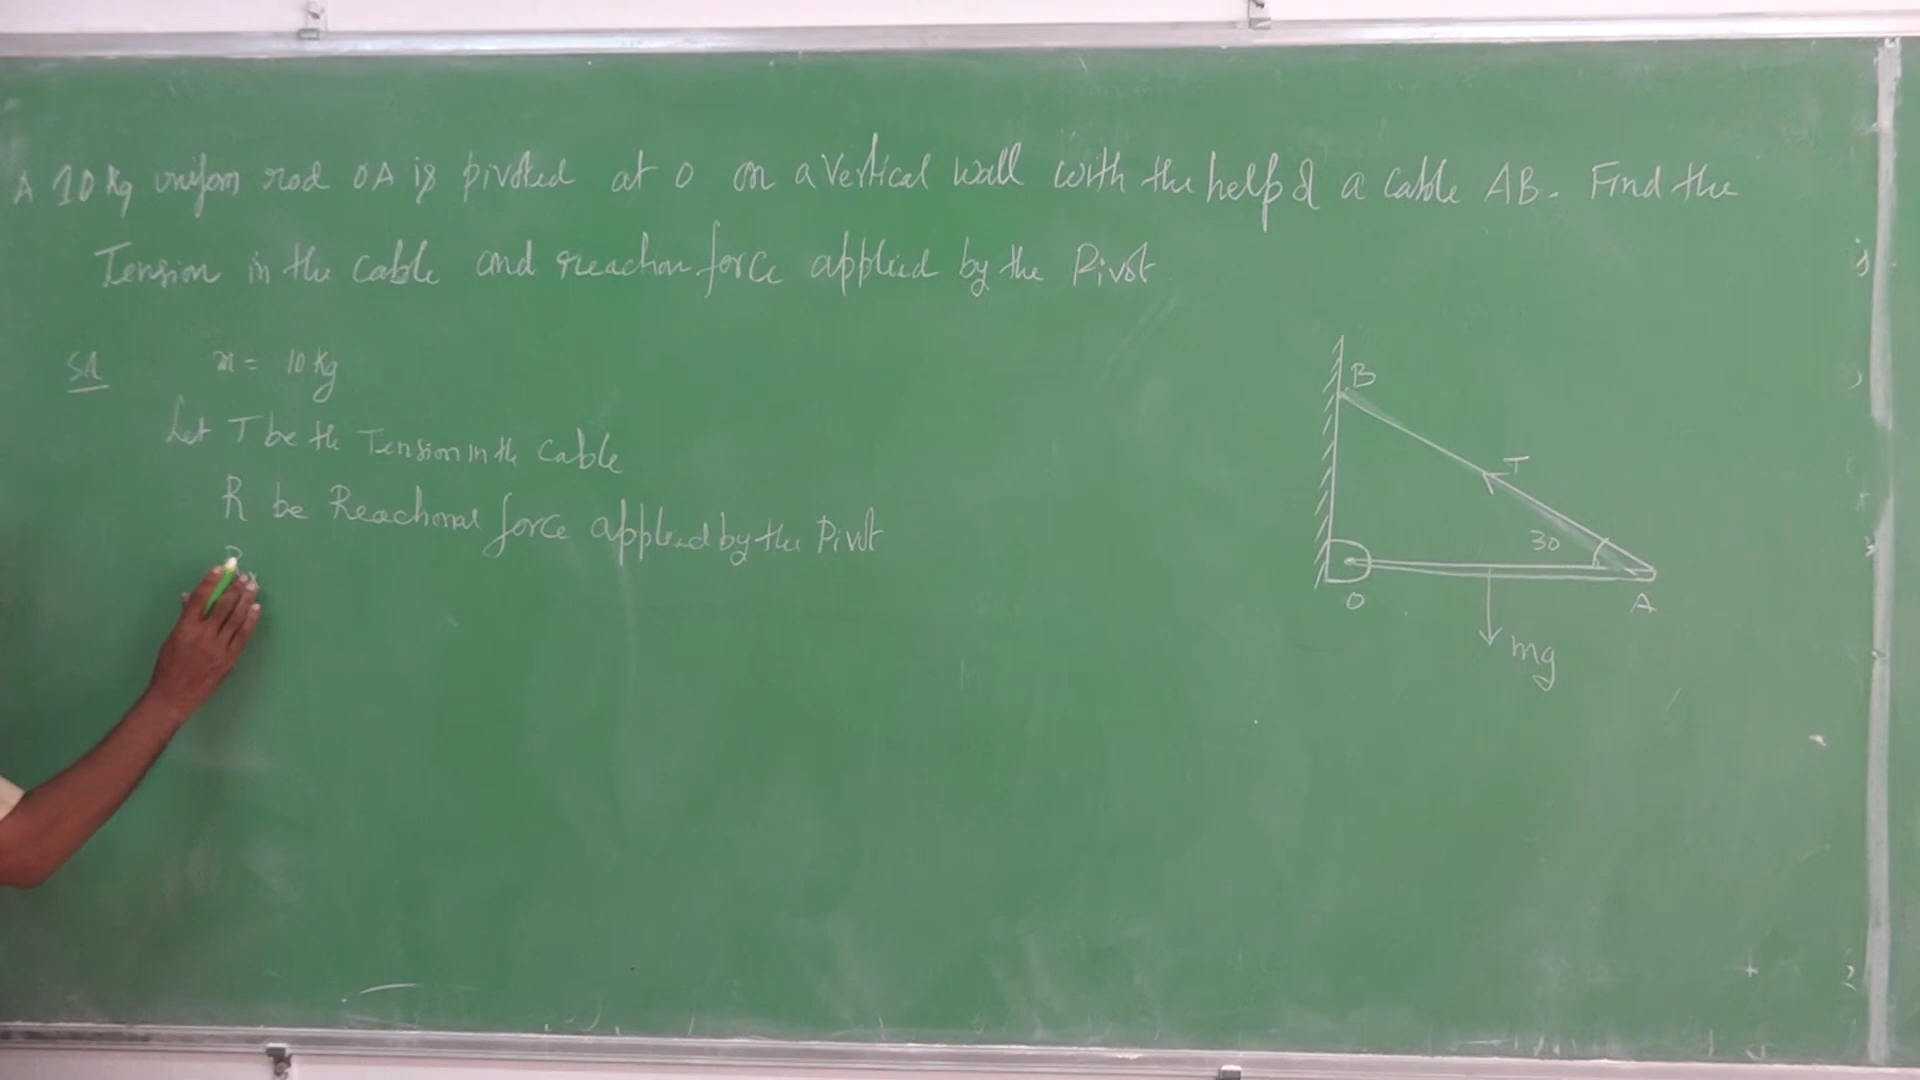 A 10 Kg uniform rod OA is pivoted at O on a vertical wall with the help of a cable AB. Find the
Tension in the cable and reaction force applied by the Pivot
Sol m = 10 Kg
Let T be the Tension in the cable
R be Reactional force applied by the Pivot
Rx
B
T
30
O
A
mg